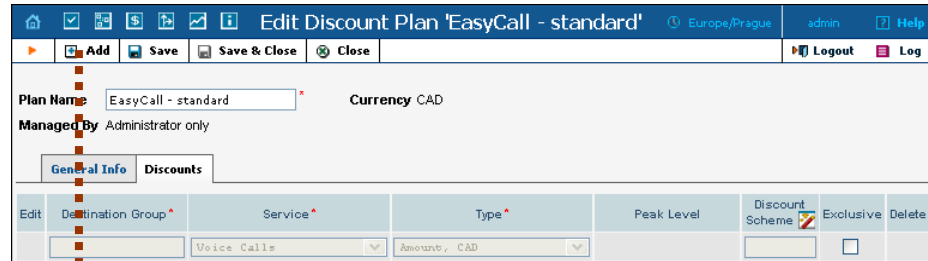 Edit Discount Plan 'EasyCall - standard' Europe/Prague admin ? Help
Add Save Save & Close Close Logout Log
Plan Name EasyCall - standard * Currency CAD
Managed By Administrator only
General Info Discounts
Edit Destination Group * Service * Type * Peak Level Discount Scheme Exclusive Delete
Voice Calls Amount, CAD